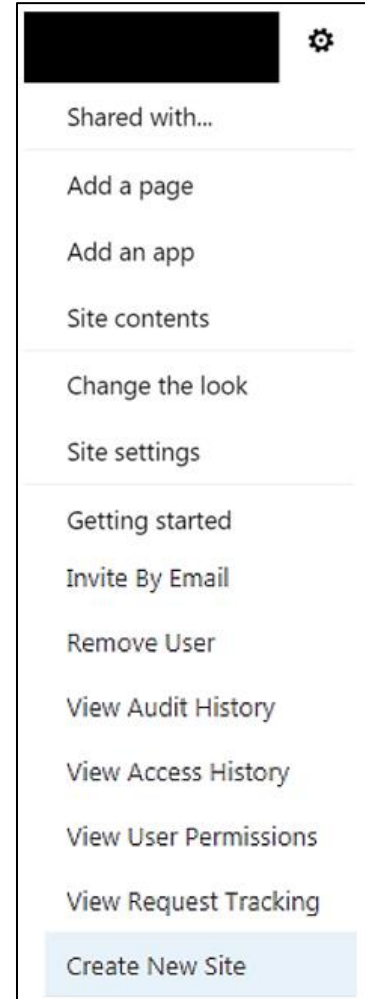 Shared with...
Add a page
Add an app
Site contents
Change the look
Site settings
Getting started
Invite By Email
Remove User
View Audit History
View Access History
View User Permissions
View Request Tracking
Create New Site